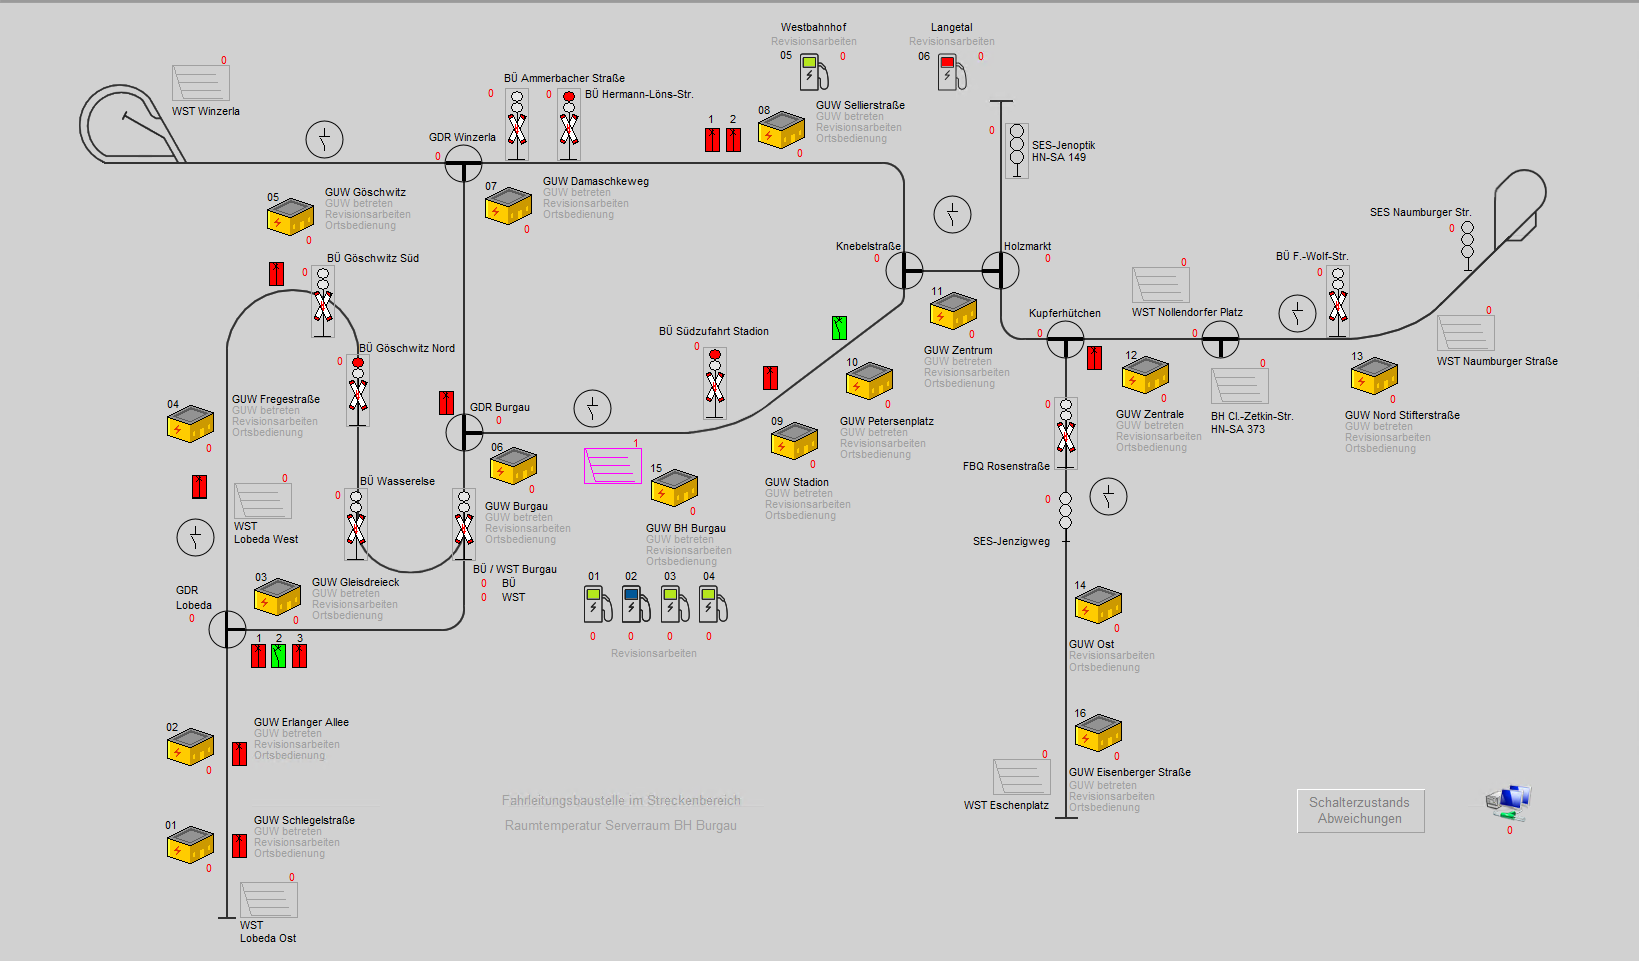 Westbahnhof
Revisionsarbeiten
05
0
Langetal
Revisionsarbeiten
06
0
0
WST Winzerla
BÜ Ammerbacher Straße
0
0
BÜ Hermann-Löns-Str.
GDR Winzerla
0
1
2
08
0
GUW Sellierstraße
GUW betreten
Revisionsarbeiten
Ortsbedienung
0
SES-Jenoptik
HN-SA 149
05
0
GUW Göschwitz
GUW betreten
Revisionsarbeiten
Ortsbedienung
07
0
GUW Damaschkeweg
GUW betreten
Revisionsarbeiten
Ortsbedienung
SES Naumburger Str.
0
Knebelstraße
0
Holzmarkt
0
BÜ Göschwitz Süd
0
BÜ F.-Wolf-Str.
0
0
WST Nollendorfer Platz
0
Kupferhütchen
0
0
WST Naumburger Straße
11
0
GUW Zentrum
GUW betreten
Revisionsarbeiten
Ortsbedienung
BÜ Südzufahrt Stadion
0
BÜ Göschwitz Nord
0
12
0
GUW Zentrale
GUW betreten
Revisionsarbeiten
Ortsbedienung
0
BH Cl.-Zetkin-Str.
HN-SA 373
13
0
GUW Nord Stifterstraße
GUW betreten
Revisionsarbeiten
Ortsbedienung
04
0
GUW Fregestraße
GUW betreten
Revisionsarbeiten
Ortsbedienung
GDR Burgau
0
10
0
GUW Petersenplatz
GUW betreten
Revisionsarbeiten
Ortsbedienung
09
0
GUW Stadion
GUW betreten
Revisionsarbeiten
Ortsbedienung
0
FBQ Rosenstraße
0
SES-Jenzigweg
06
0
GUW Burgau
GUW betreten
Revisionsarbeiten
Ortsbedienung
1
15
0
GUW BH Burgau
GUW betreten
Revisionsarbeiten
Ortsbedienung
0
WST
Lobeda West
BÜ Wasserelse
0
BÜ / WST Burgau
0 BÜ
0 WST
01
02
03
04
0
0
0
0
Revisionsarbeiten
GDR
Lobeda
0
03
0
GUW Gleisdreieck
GUW betreten
Revisionsarbeiten
Ortsbedienung
1
2
3
14
0
GUW Ost
Revisionsarbeiten
Ortsbedienung
02
0
GUW Erlanger Allee
GUW betreten
Revisionsarbeiten
Ortsbedienung
16
0
GUW Eisenberger Straße
GUW betreten
Revisionsarbeiten
Ortsbedienung
0
WST Eschenplatz
01
0
GUW Schlegelstraße
GUW betreten
Revisionsarbeiten
Ortsbedienung
Fahrleitungsbaustelle im Streckenbereich
Raumtemperatur Serverraum BH Burgau
Schalterzustands
Abweichungen
0
0
WST
Lobeda Ost